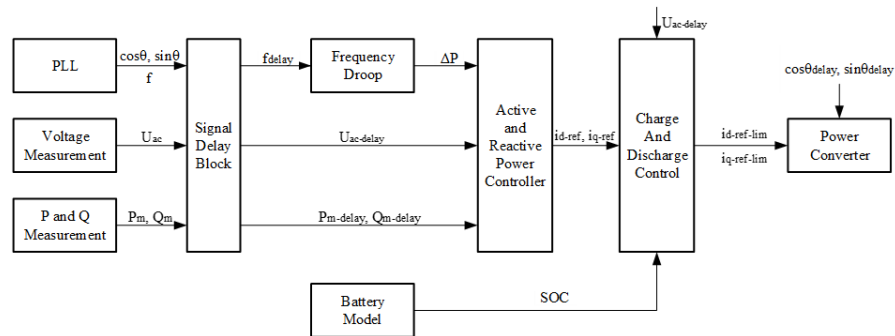 PLL
cosθ, sinθ
f
Voltage
Measurement
Uac
P and Q
Measurement
Pm, Qm
Signal
Delay
Block
fdelay
Frequency
Droop
ΔP
Uac-delay
Pm-delay, Qm-delay
Active
and
Reactive
Power
Controller
id-ref, iq-ref
Uac-delay
Charge
And
Discharge
Control
id-ref-lim
iq-ref-lim
cosθdelay, sinθdelay
Power
Converter
Battery
Model
SOC